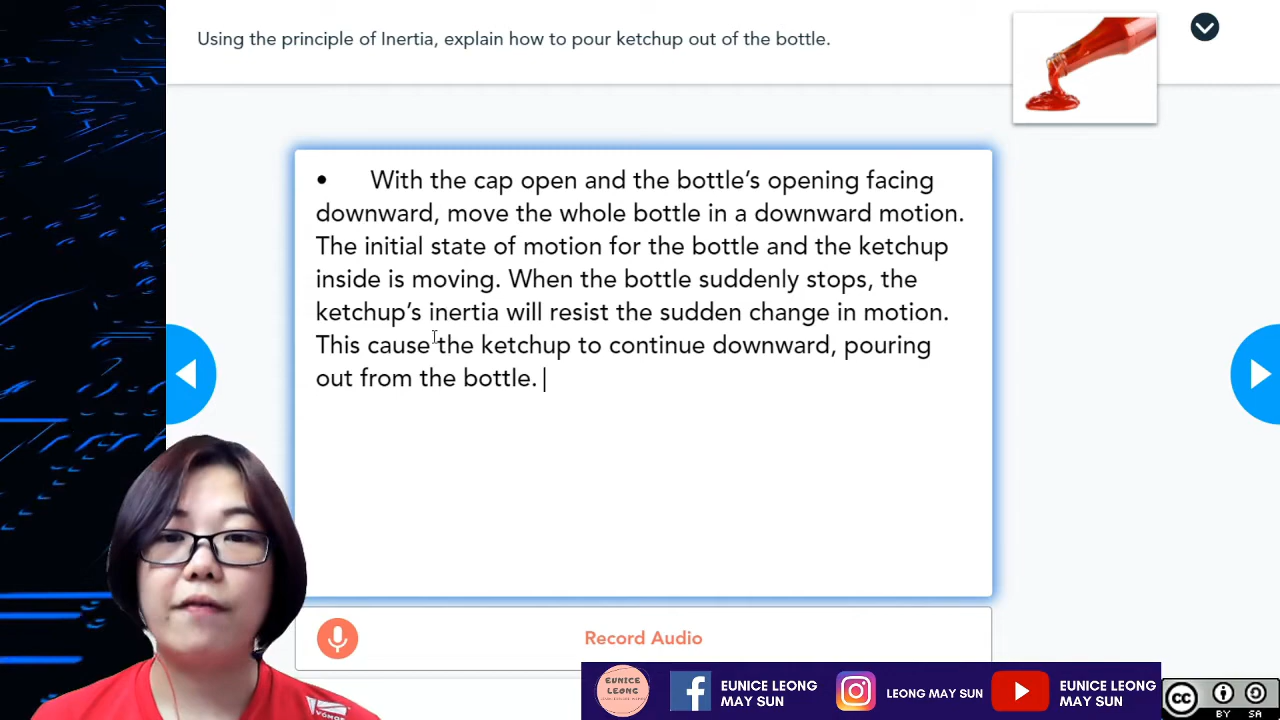 Using the principle of Inertia, explain how to pour ketchup out of the bottle.
• With the cap open and the bottle's opening facing
downward, move the whole bottle in a downward motion.
The initial state of motion for the bottle and the ketchup
inside is moving. When the bottle suddenly stops, the
ketchup's inertia will resist the sudden change in motion.
This cause the ketchup to continue downward, pouring
out from the bottle.
Record Audio
EUNICE
LEONG
EUNICE LEONG
MAY SUN
LEONG MAY SUN
EUNICE LEONG
MAY SUN
cc
BY SA